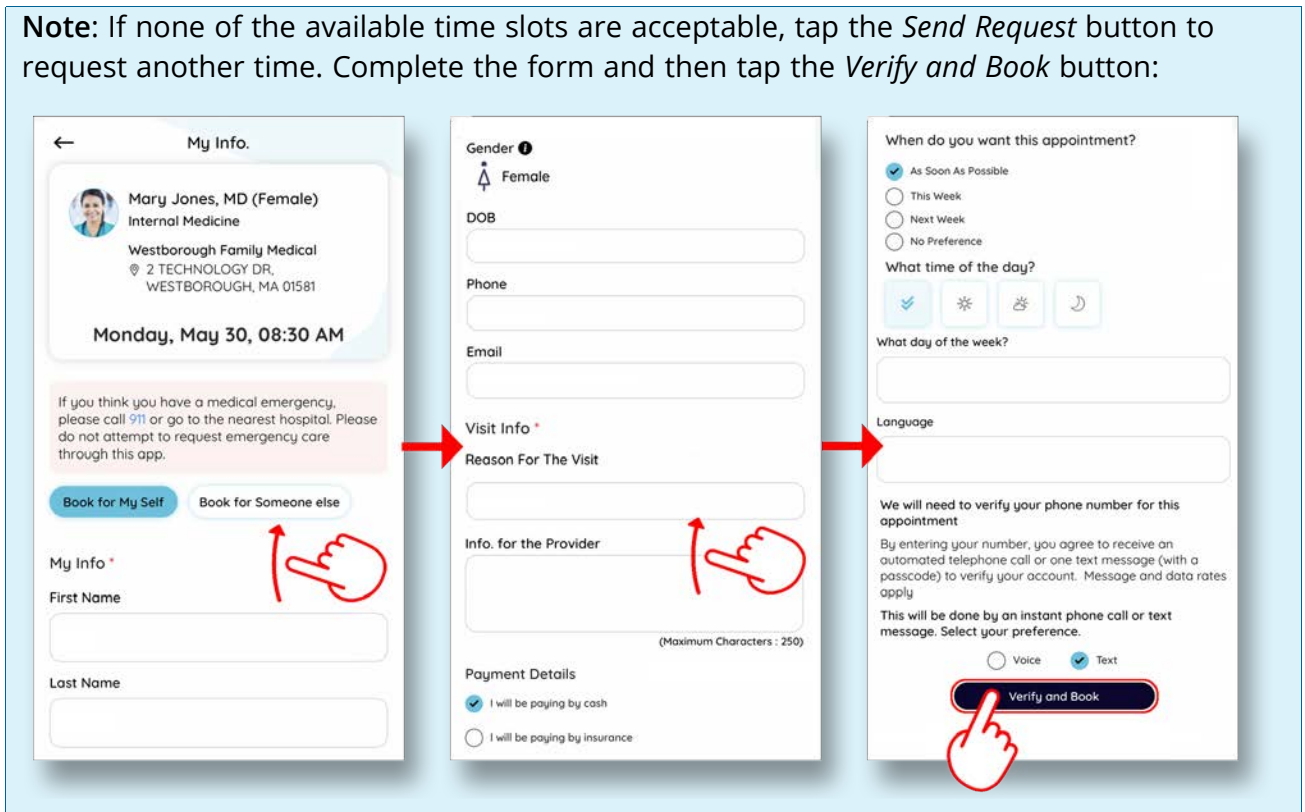 Note: If none of the available time slots are acceptable, tap the Send Request button to
request another time. Complete the form and then tap the Verify and Book button:
My Info.
Mary Jones, MD (Female)
Internal Medicine
Westborough Family Medical
2 TECHNOLOGY DR,
WESTBOROUGH, MA 01581
Monday, May 30, 08:30 AM
If you think you have a medical emergency,
please call 911 or go to the nearest hospital. Please
do not attempt to request emergency care
through this app.
Book for My Self Book for Someone else
My Info *
First Name
Last Name
Gender
Female
DOB
Phone
Email
Visit Info *
Reason For The Visit
Info. for the Provider
(Maximum Characters : 250)
Payment Details
I will be paying by cash
I will be paying by insurance
When do you want this appointment?
As Soon As Possible
This Week
Next Week
No Preference
What time of the day?
What day of the week?
Language
We will need to verify your phone number for this
appointment
By entering your number, you agree to receive an
automated telephone call or one text message (with a
passcode) to verify your account. Message and data rates
apply
This will be done by an instant phone call or text
message. Select your preference.
Voice Text
Verify and Book